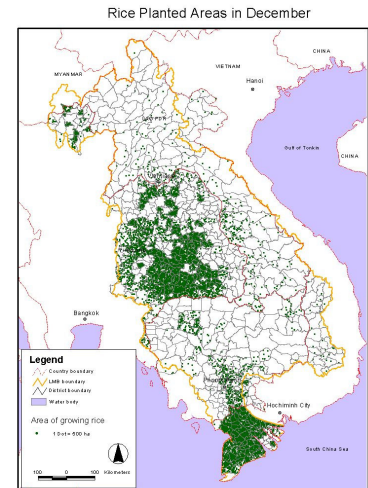 Rice Planted Areas in December
CHINA
MYANMAR
VIETNAM
Hanoi
Gulf of Tonkin
CHINA
Bangkok
Hochiminh City
South China Sea
Legend
Country boundary
LMB boundary
District boundary
Water body
Area of growing rice
1 Dot = 500 ha
100 0 100 Kilometers